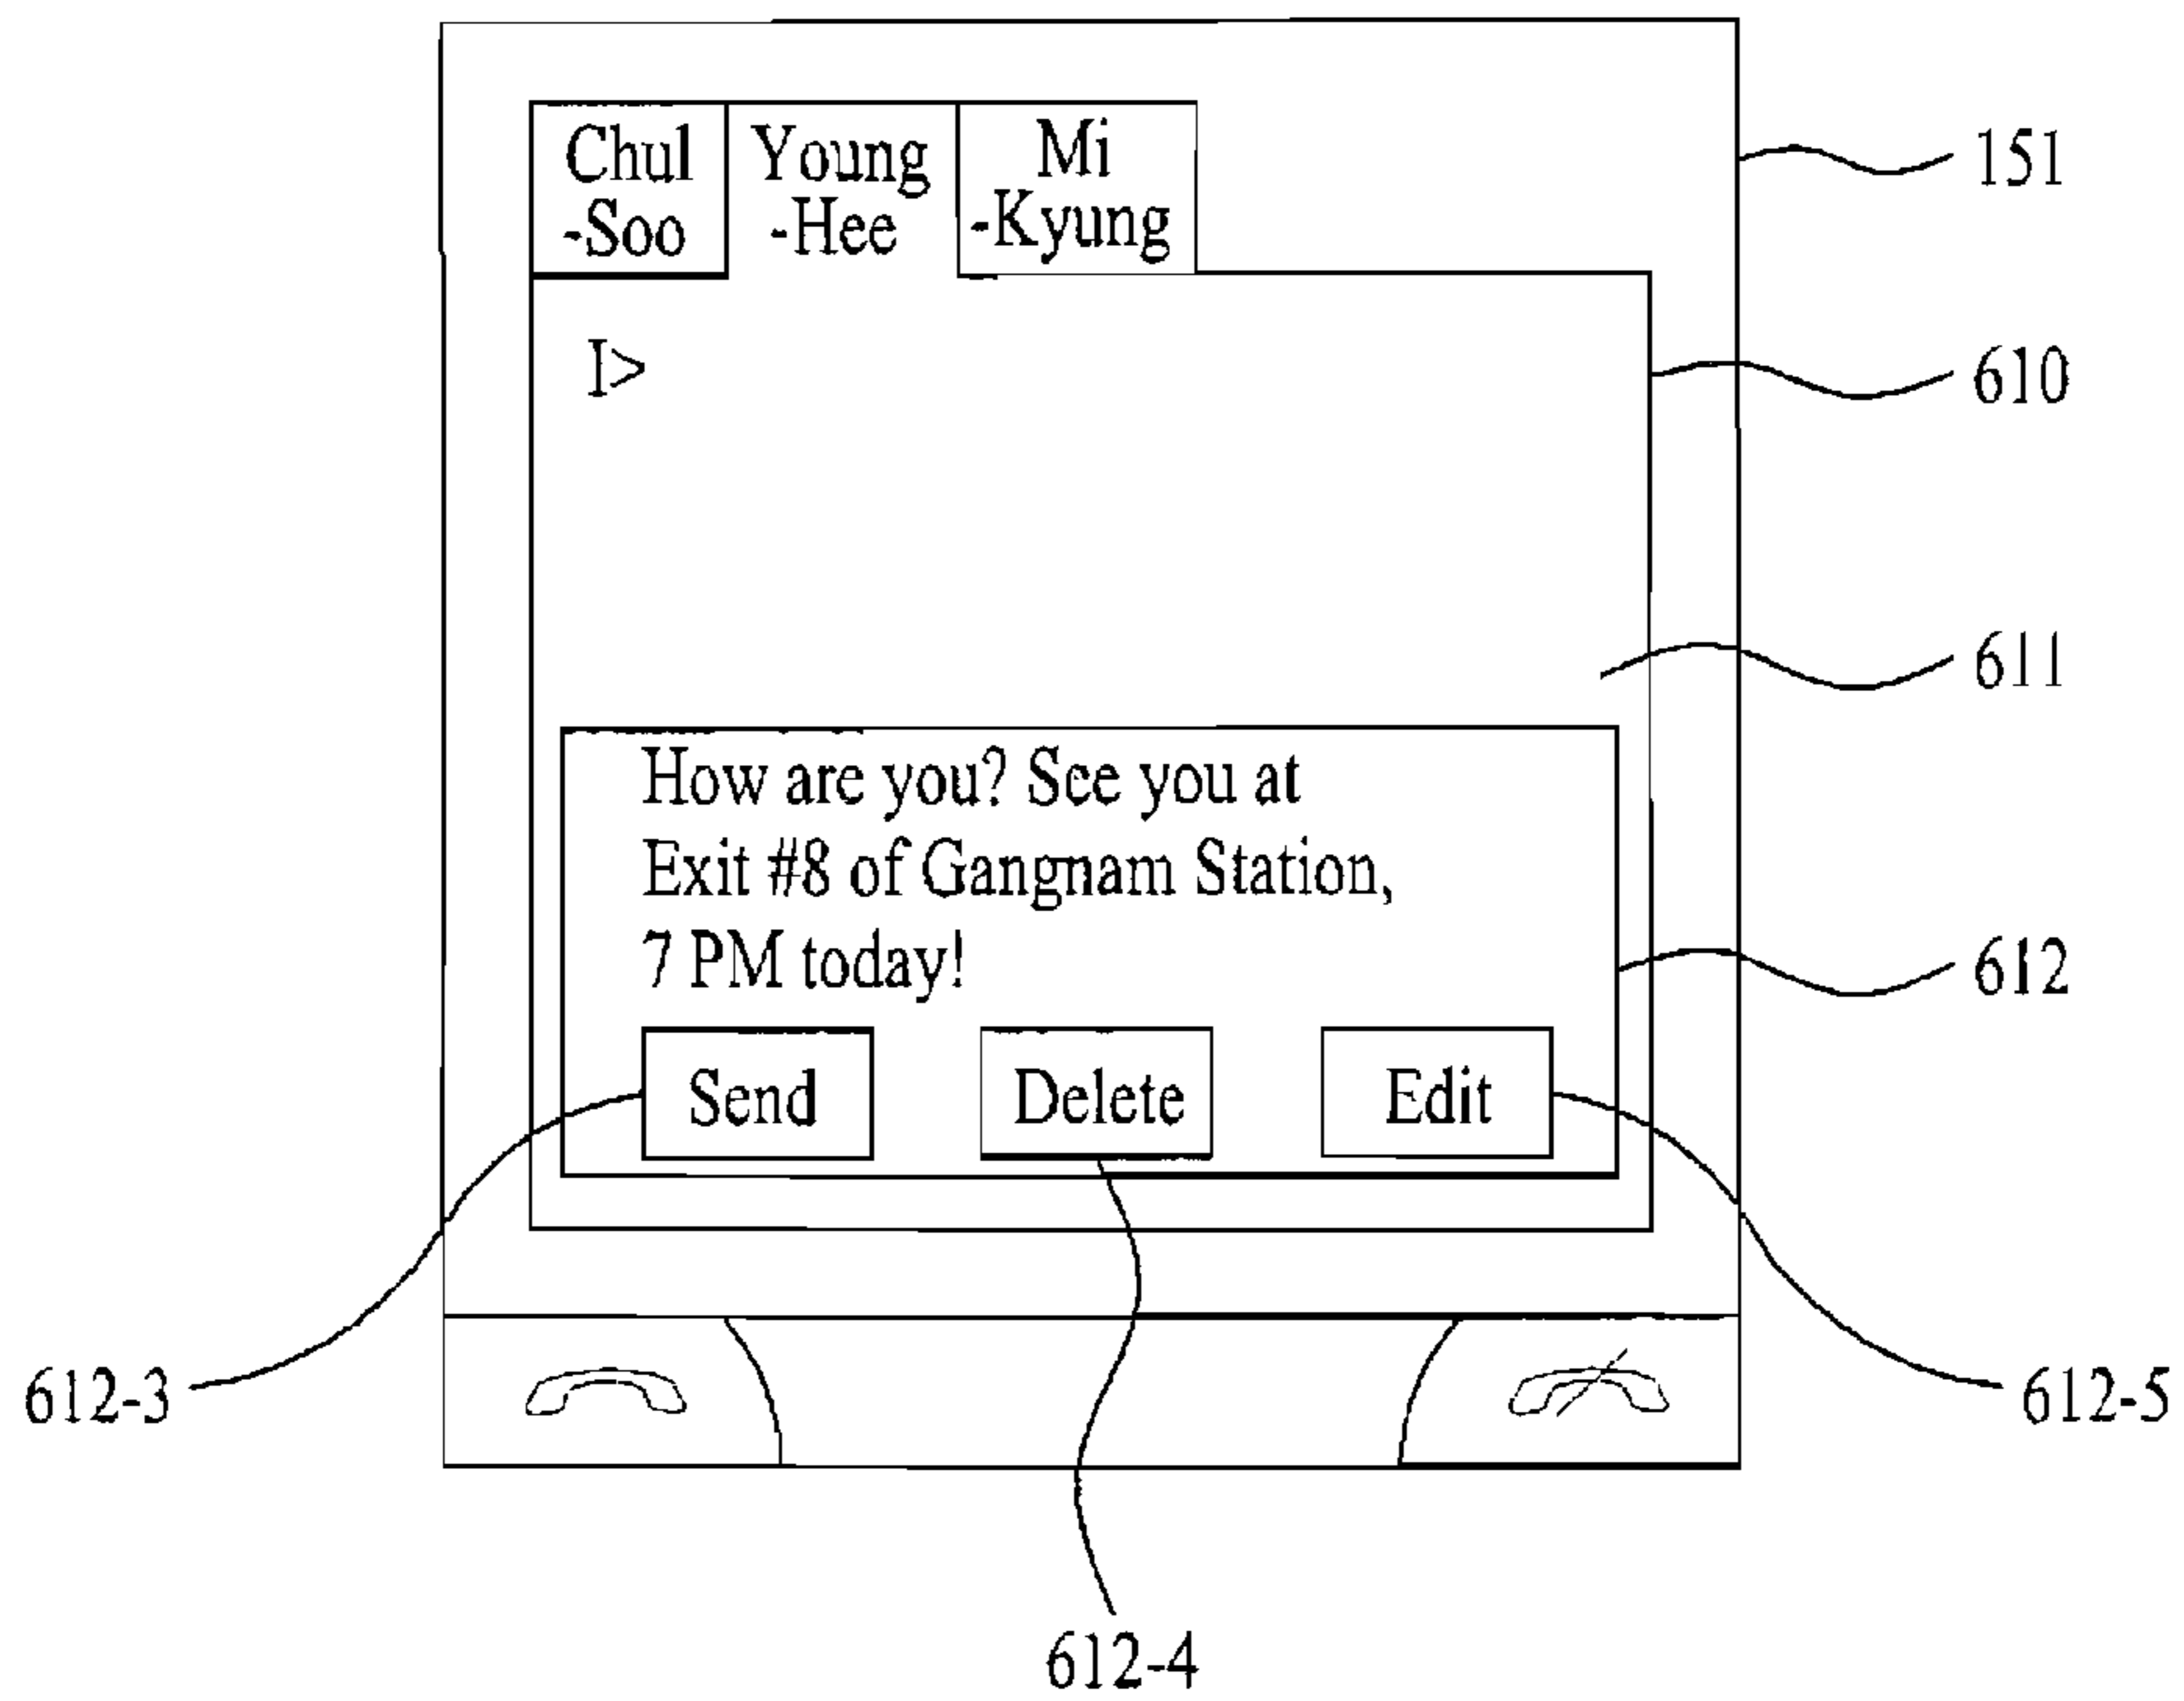 Chul
-Soo
Young
-Hee
Mi
-Kyung
151
I>
610
611
How are you? See you at
Exit #8 of Gangnam Station,
7 PM today!
612
Send
Delete
Edit
612-3
612-5
612-4